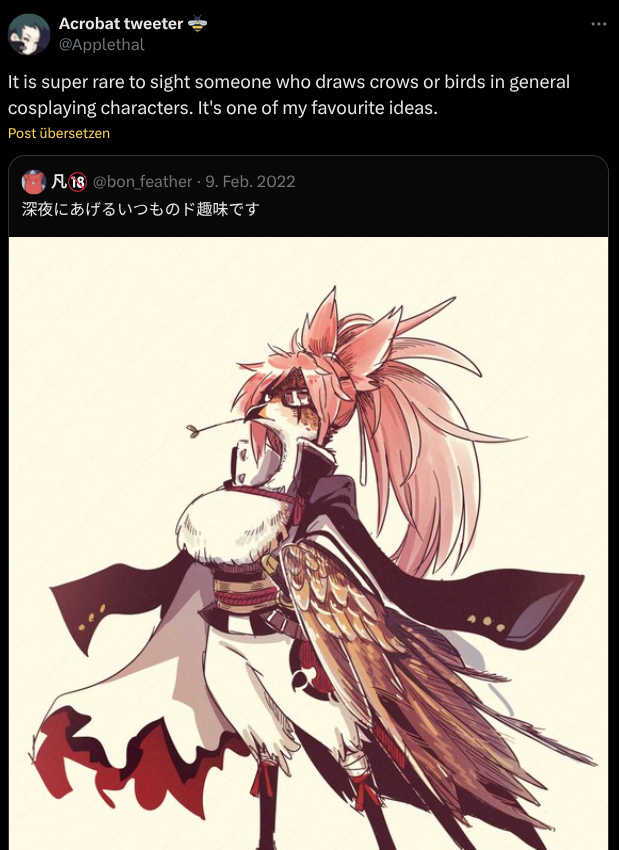 Acrobat tweeter
@Applethal
It is super rare to sight someone who draws crows or birds in general
cosplaying characters. It's one of my favourite ideas.
Post übersetzen
凡🔞 @bon_feather · 9. Feb. 2022
深夜にあげるいつものド趣味です